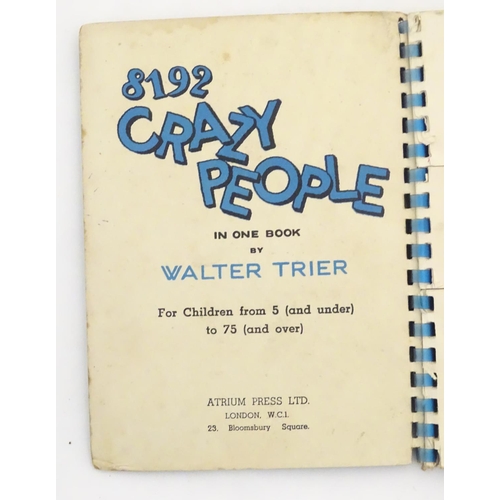 8192
CRAZY
PEOPLE
IN ONE BOOK
BY
WALTER TRIER
For Children from 5 (and under)
to 75 (and over)
ATRIUM PRESS LTD.
LONDON, W.C.1.
23. Bloomsbury Square.